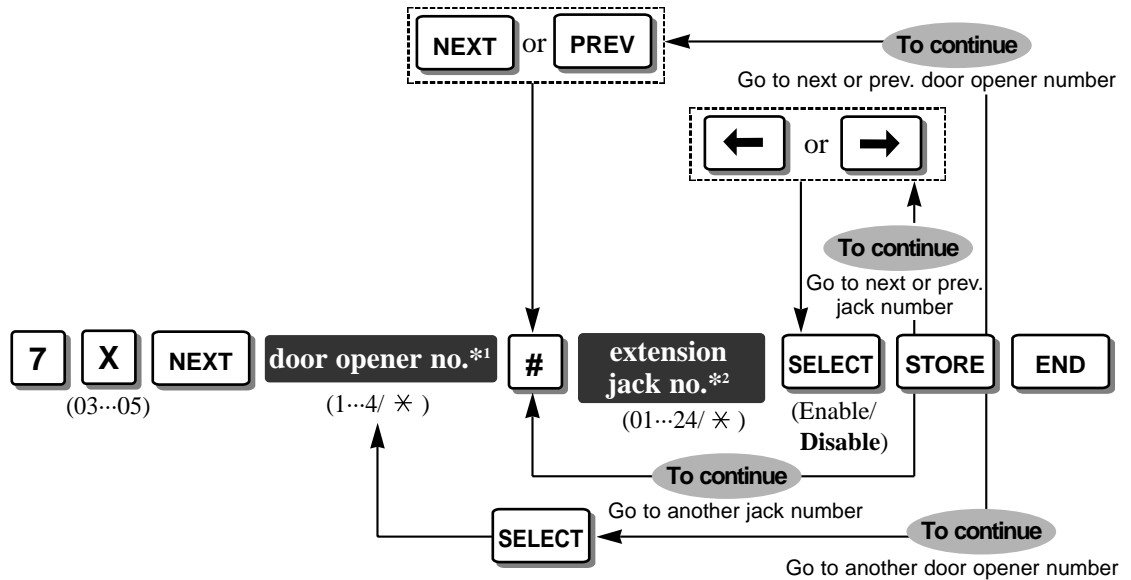 NEXT or PREV
To continue
Go to next or prev. door opener number
← or →
To continue
Go to next or prev.
jack number
7 X NEXT door opener no.*1 # extension
jack no.*2 SELECT STORE END
(03···05)
(1···4/ ✳ )
(01···24/ ✳ )
(Enable/
Disable)
To continue
Go to another jack number
SELECT
To continue
Go to another door opener number